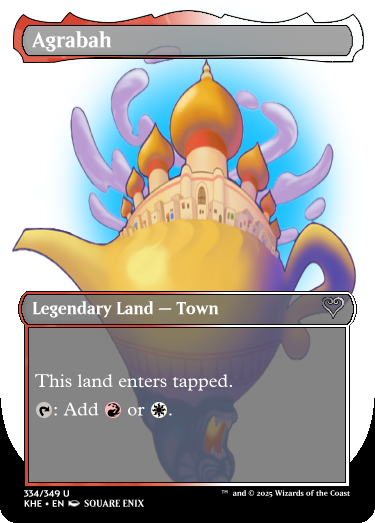 Agrabah
Legendary Land — Town
This land enters tapped.
: Add or .
334/349 U
KHE • EN SQUARE ENIX
™ and © 2025 Wizards of the Coast